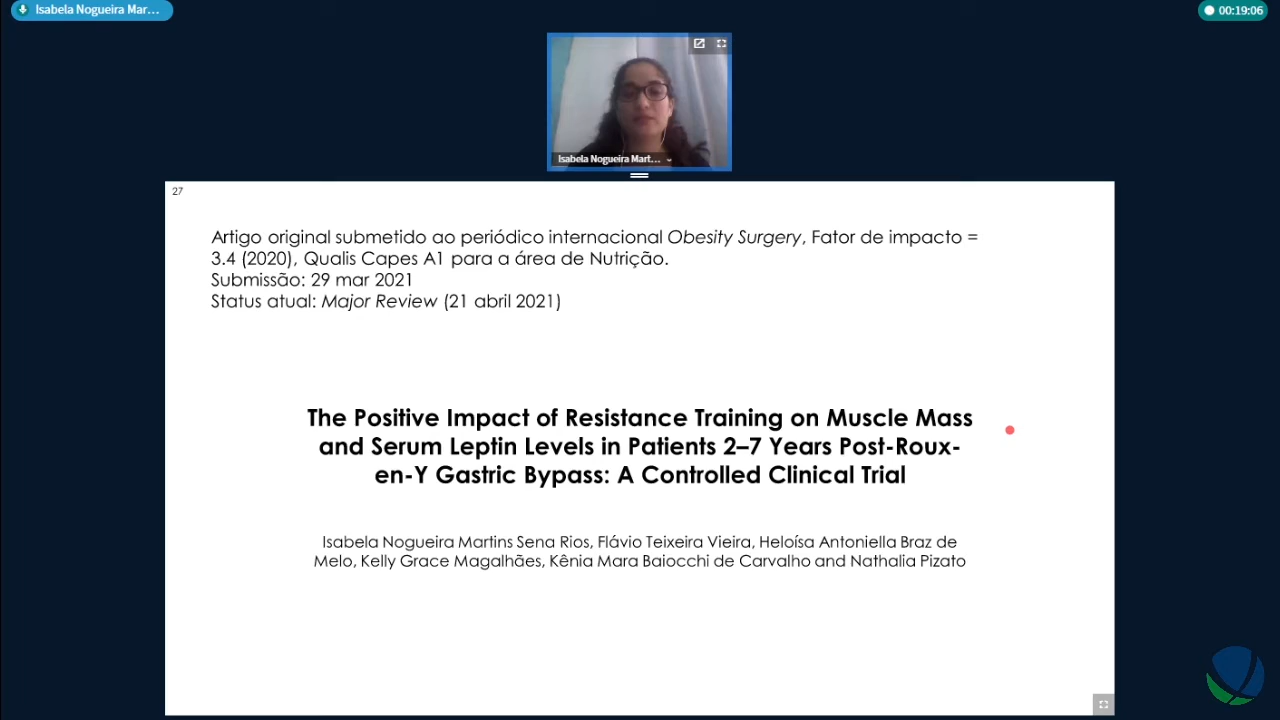 Isabela Nogueira Mar...
00:19:06
Isabela Nogueira Mart...
27
Artigo original submetido ao periódico internacional Obesity Surgery, Fator de impacto =
3.4 (2020), Qualis Capes A1 para a área de Nutrição.
Submissão: 29 mar 2021
Status atual: Major Review (21 abril 2021)
The Positive Impact of Resistance Training on Muscle Mass
and Serum Leptin Levels in Patients 2–7 Years Post-Roux-
en-Y Gastric Bypass: A Controlled Clinical Trial
Isabela Nogueira Martins Sena Rios, Flávio Teixeira Vieira, Heloísa Antoniella Braz de
Melo, Kelly Grace Magalhães, Kênia Mara Baiocchi de Carvalho and Nathalia Pizato